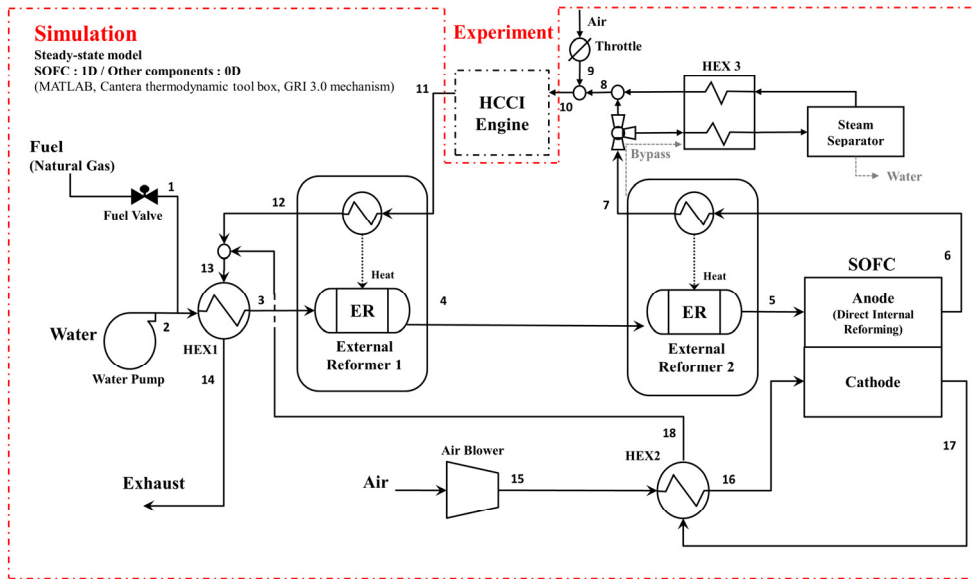 Simulation
Steady-state model
SOFC : 1D / Other components : 0D
(MATLAB, Cantera thermodynamic tool box, GRI 3.0 mechanism)
Experiment
Air
Throttle
9
8
10
11
HCCI
Engine
HEX 3
Steam
Separator
Bypass
Water
Fuel
(Natural Gas)
1
Fuel Valve
12
7
6
13
Heat
Heat
SOFC
Water
2
3
HEX1
ER
4
ER
5
Anode
(Direct Internal
Reforming)
Water Pump
14
External
Reformer 1
External
Reformer 2
Cathode
18
17
Air Blower
HEX2
Exhaust
Air
15
16